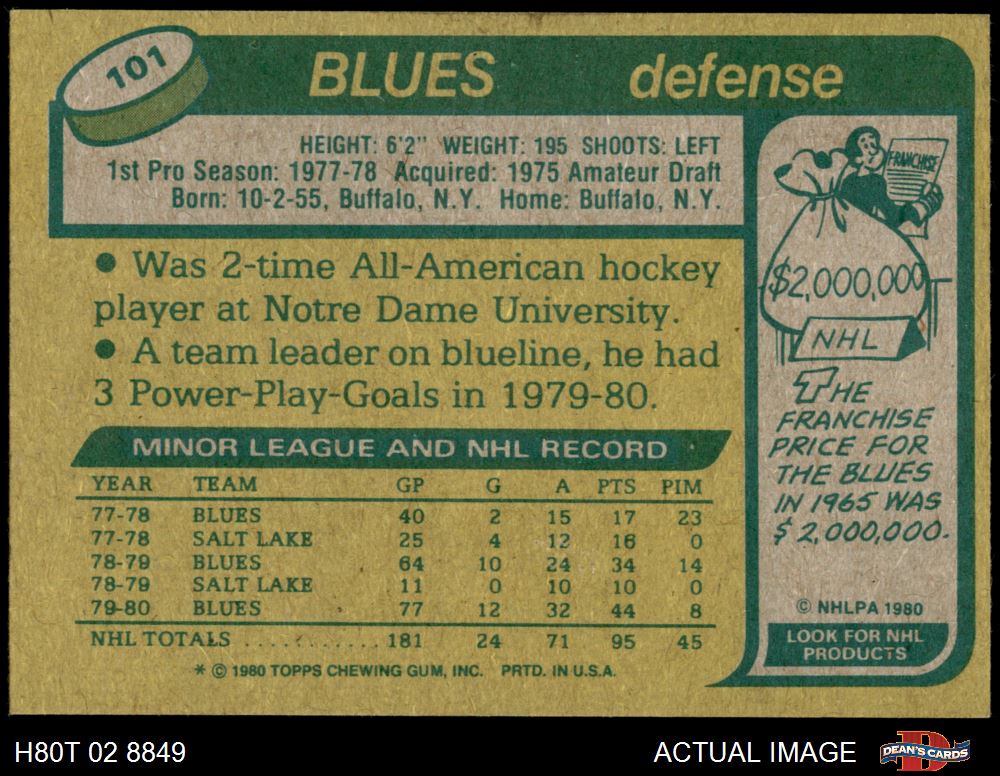 101
BLUES defense
HEIGHT: 6'2" WEIGHT: 195 SHOOTS: LEFT
1st Pro Season: 1977-78 Acquired: 1975 Amateur Draft
Born: 10-2-55, Buffalo, N.Y. Home: Buffalo, N.Y.
● Was 2-time All-American hockey
player at Notre Dame University.
● A team leader on blueline, he had
3 Power-Play-Goals in 1979-80.
MINOR LEAGUE AND NHL RECORD
YEAR TEAM GP G A PTS PIM
77-78 BLUES 40 2 15 17 23
77-78 SALT LAKE 25 4 12 16 0
78-79 BLUES 64 10 24 34 14
78-79 SALT LAKE 11 0 10 10 0
79-80 BLUES 77 12 32 44 8
NHL TOTALS ............ 181 24 71 95 45
* © 1980 TOPPS CHEWING GUM, INC. PRTD. IN U.S.A.
FRANCHISE
$2,000,000
NHL
THE
FRANCHISE
PRICE FOR
THE BLUES
IN 1965 WAS
$2,000,000.
© NHLPA 1980
LOOK FOR NHL
PRODUCTS
H80T 02 8849
ACTUAL IMAGE
DEAN'S CARDS